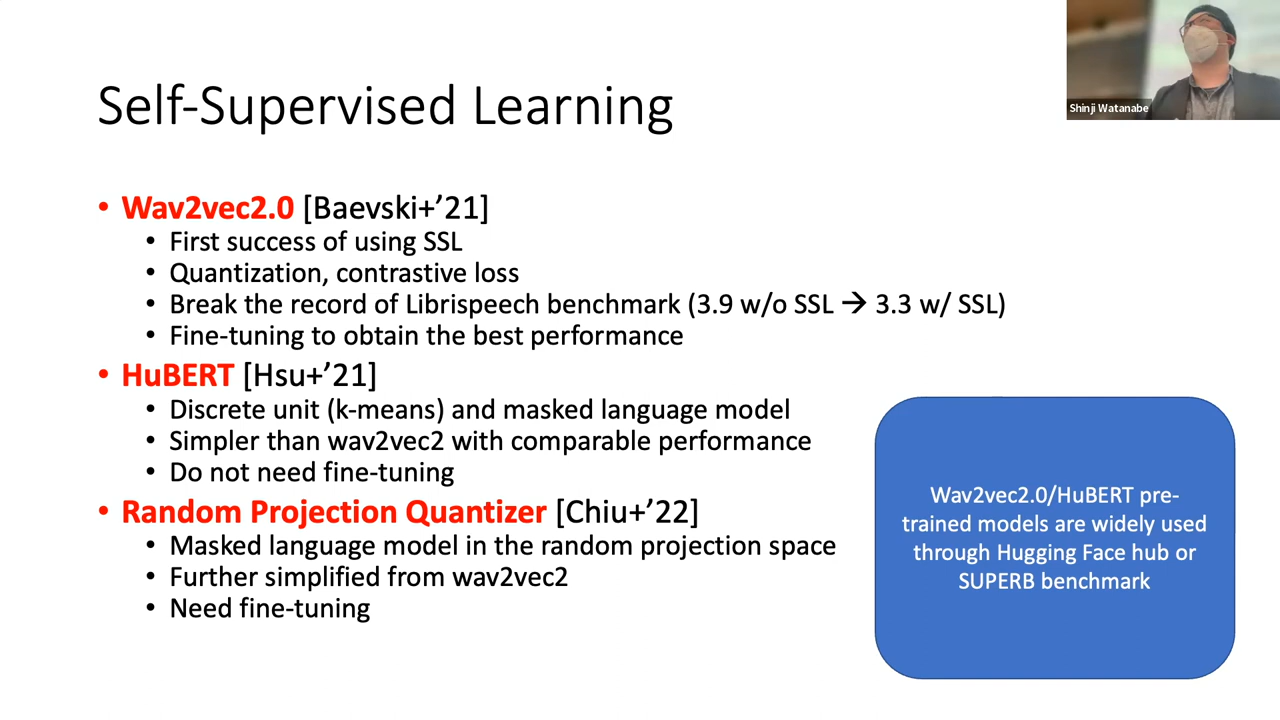 Self-Supervised Learning
Shinji Watanabe
• Wav2vec2.0 [Baevski+’21]
• First success of using SSL
• Quantization, contrastive loss
• Break the record of Librispeech benchmark (3.9 w/o SSL → 3.3 w/ SSL)
• Fine-tuning to obtain the best performance
• HuBERT [Hsu+’21]
• Discrete unit (k-means) and masked language model
• Simpler than wav2vec2 with comparable performance
• Do not need fine-tuning
• Random Projection Quantizer [Chiu+’22]
• Masked language model in the random projection space
• Further simplified from wav2vec2
• Need fine-tuning
Wav2vec2.0/HuBERT pre-
trained models are widely used
through Hugging Face hub or
SUPERB benchmark